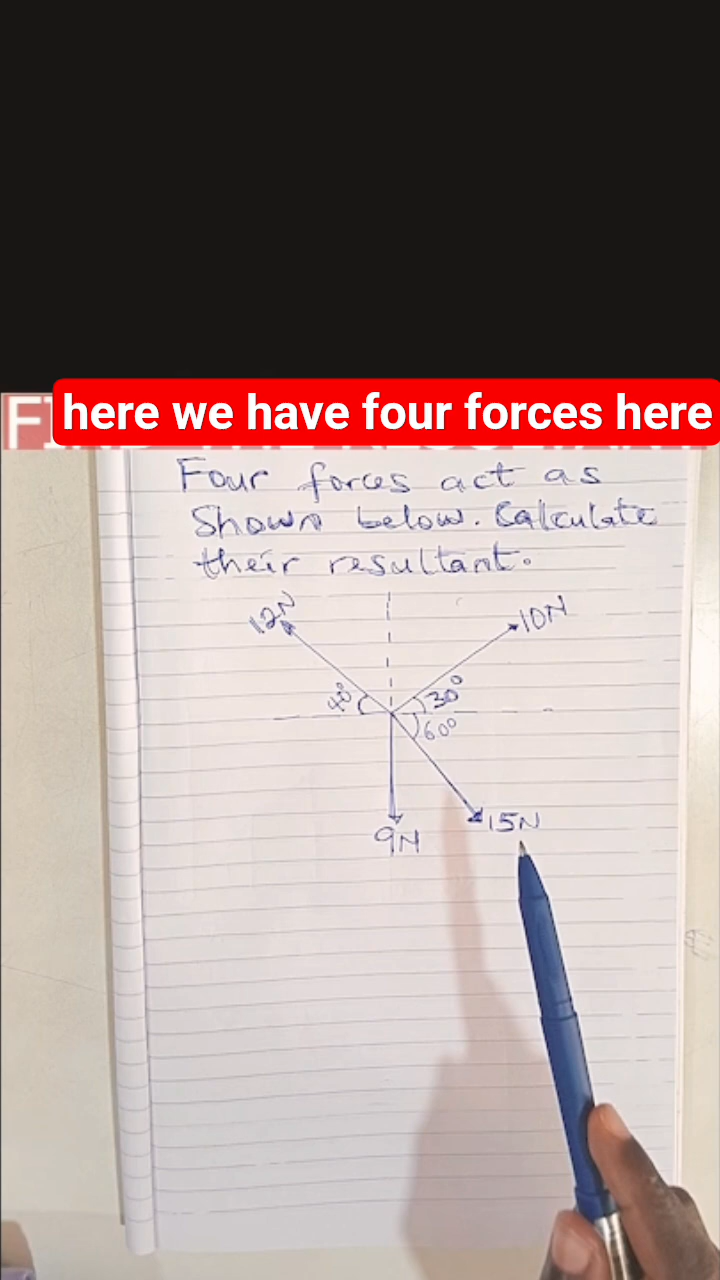 here we have four forces here
Four forces act as
Shown below. Calculate
their resultant.
12N
10N
40°
30°
60°
15N
9N